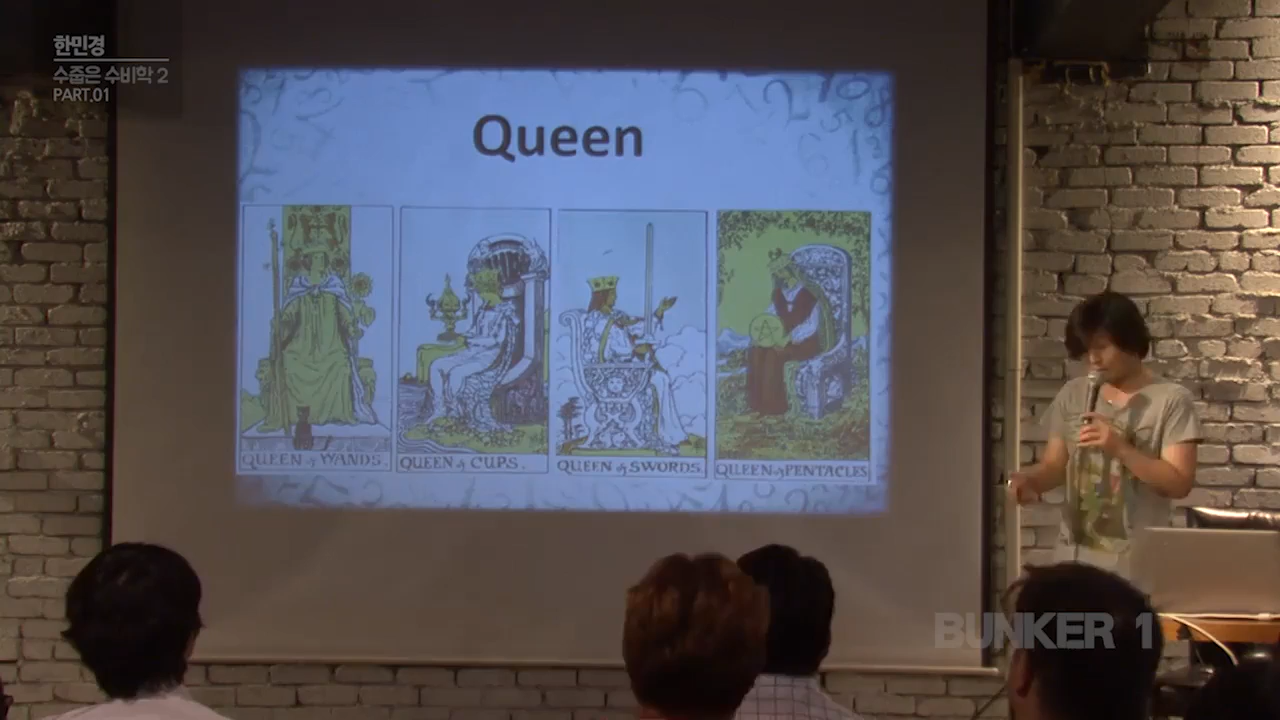 한민경
수줍은 수비학 2
PART.01
Queen
QUEEN of WANDS.
QUEEN of CUPS.
QUEEN of SWORDS.
QUEEN of PENTACLES
BUNKER 1